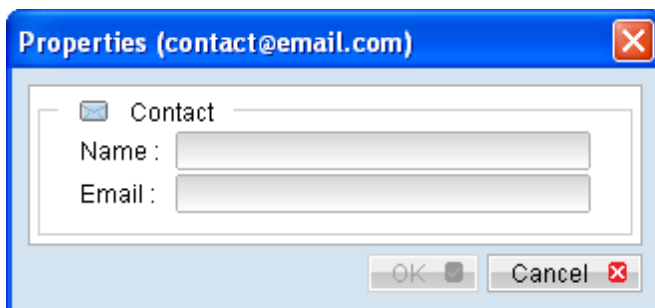 Properties (contact@email.com)
Contact
Name :
Email :
OK Cancel